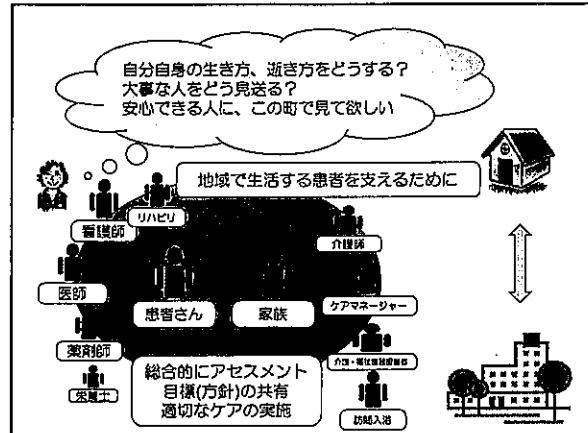 自分自身の生き方、逝き方をどうする?
大事な人をどう見送る?
安心できる人に、この町で見て欲しい
地域で生活する患者を支えるために
リハビリ
看護師
介護師
医師
患者さん
家族
ケアマネージャー
薬剤師
栄養士
総合的にアセスメント
目標(方針)の共有
適切なケアの実施
訪問入浴